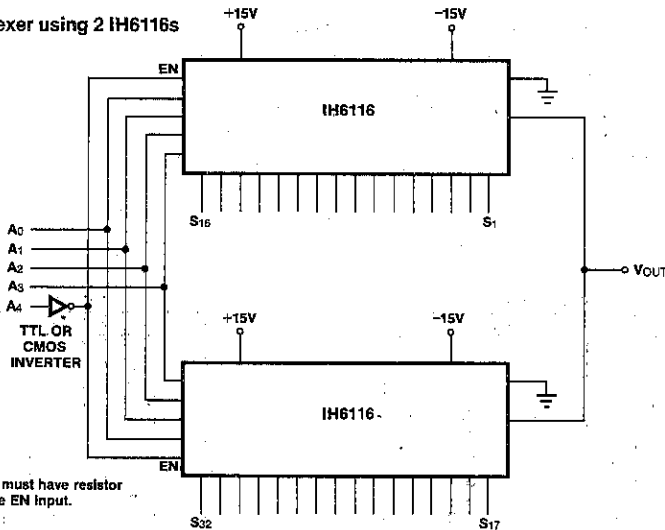 exer using 2 IH6116s
+15V
−15V
EN
IH6116
S16
S1
A0
A1
A2
A3
A4
TTL OR
CMOS
INVERTER
VOUT
+15V
−15V
IH6116
EN
must have resistor
e EN input.
S32
S17